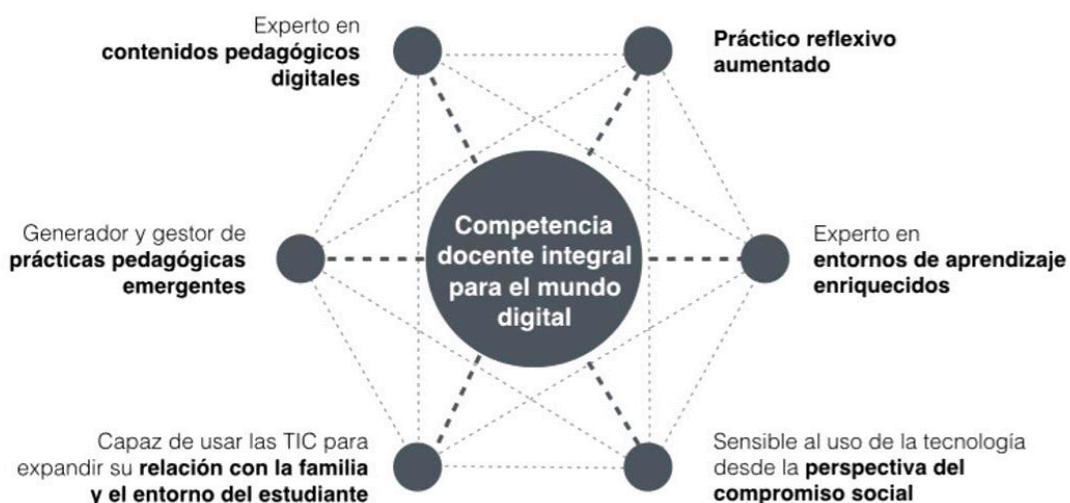 Experto en
contenidos pedagógicos
digitales
Práctico reflexivo
aumentado
Generador y gestor de
prácticas pedagógicas
emergentes
Competencia
docente integral
para el mundo
digital
Experto en
entornos de aprendizaje
enriquecidos
Capaz de usar las TIC para
expandir su relación con la familia
y el entorno del estudiante
Sensible al uso de la tecnología
desde la perspectiva del
compromiso social